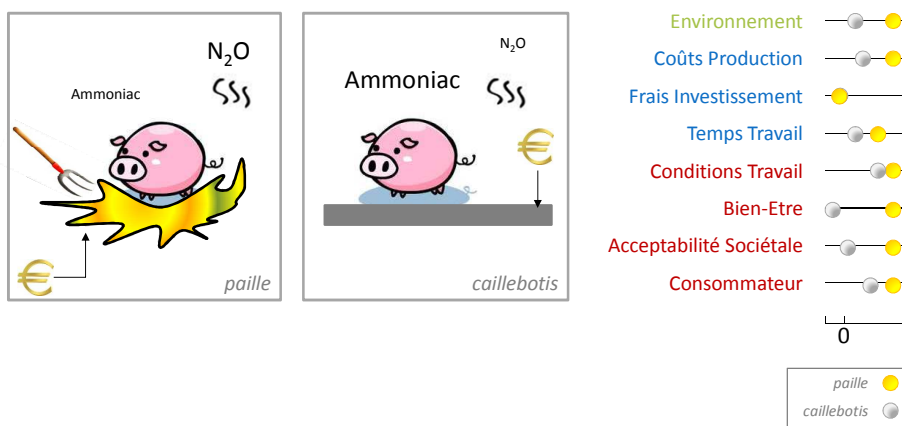 N₂O
Ammoniac
€
paille
N₂O
Ammoniac
€
caillebotis
Environnement
Coûts Production
Frais Investissement
Temps Travail
Conditions Travail
Bien-Etre
Acceptabilité Sociétale
Consommateur
0
paille
caillebotis